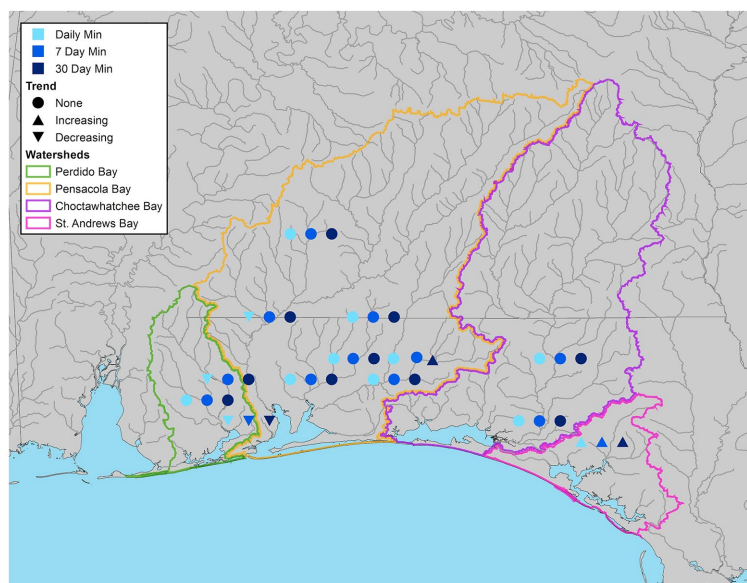 Daily Min
7 Day Min
30 Day Min
Trend
None
Increasing
Decreasing
Watersheds
Perdido Bay
Pensacola Bay
Choctawhatchee Bay
St. Andrews Bay